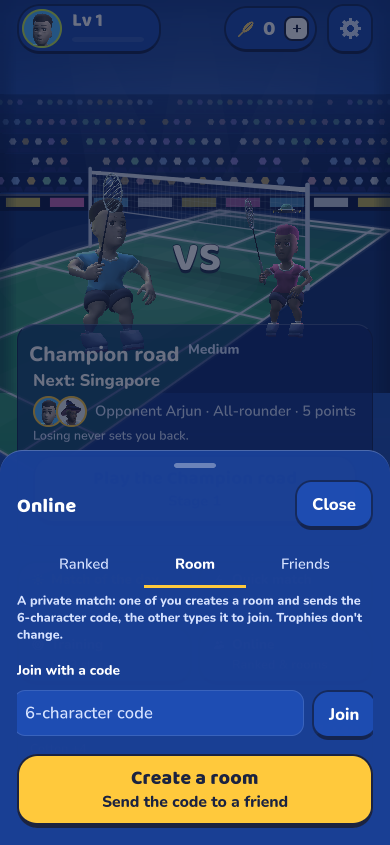 Lv 1
0
+
VS
Champion road Medium
Next: Singapore
Opponent Arjun · All-rounder · 5 points
Losing never sets you back.
Online
Close
Ranked
Room
Friends
A private match: one of you creates a room and sends the
6-character code, the other types it to join. Trophies don't
change.
Join with a code
6-character code
Join
Create a room
Send the code to a friend